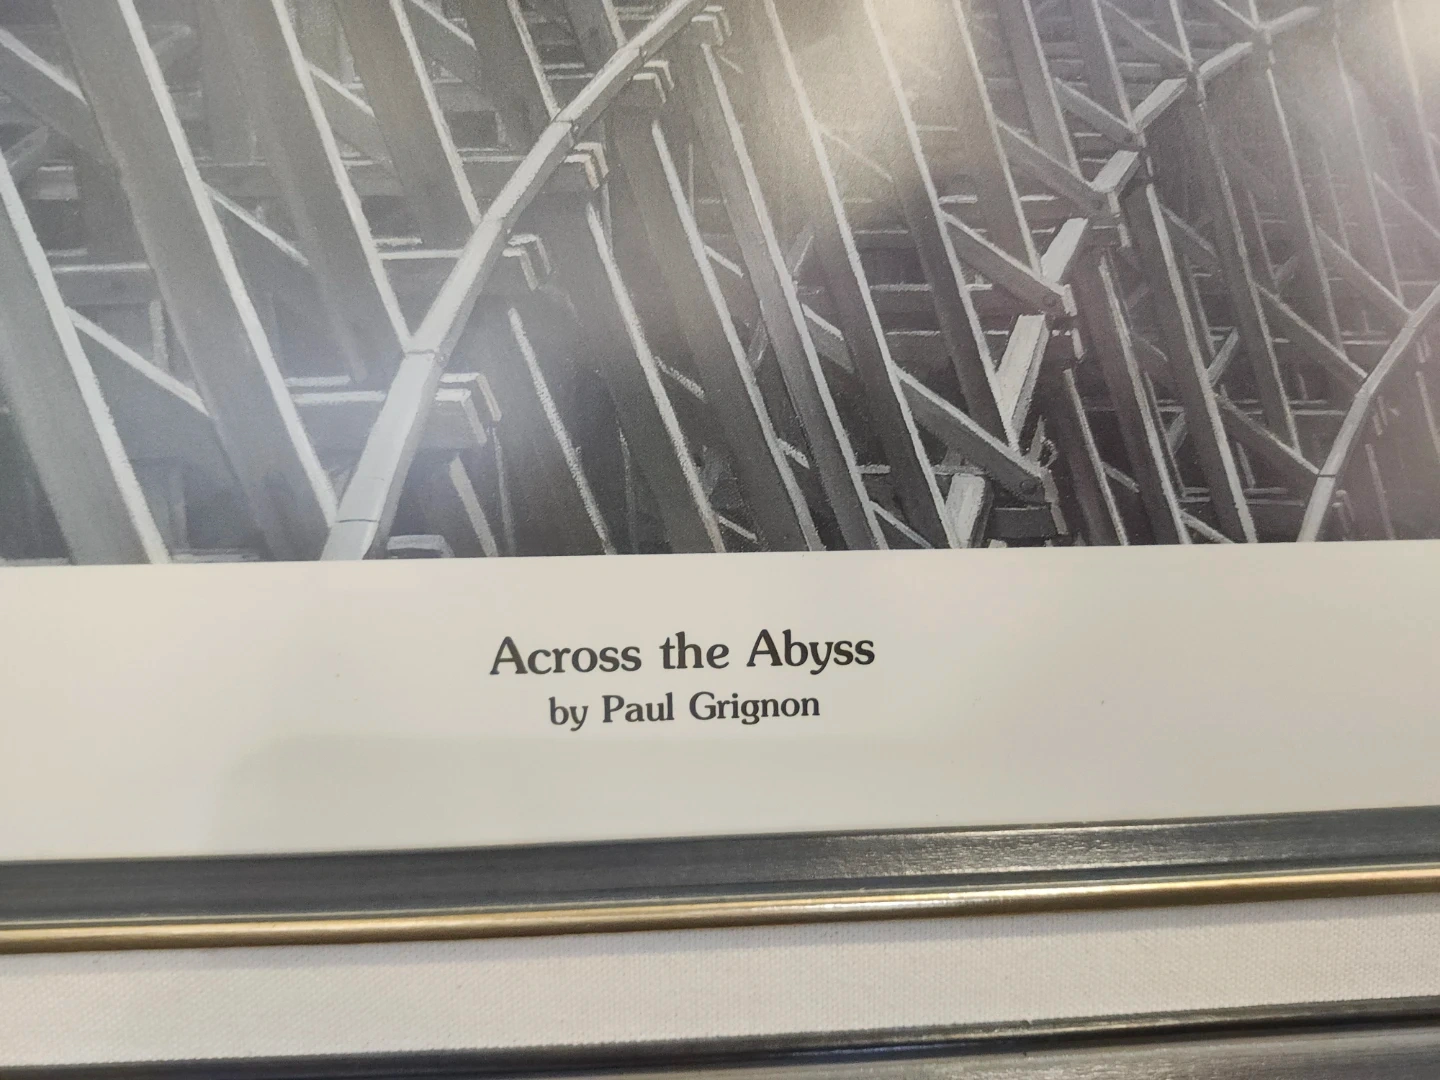 Across the Abyss
by Paul Grignon